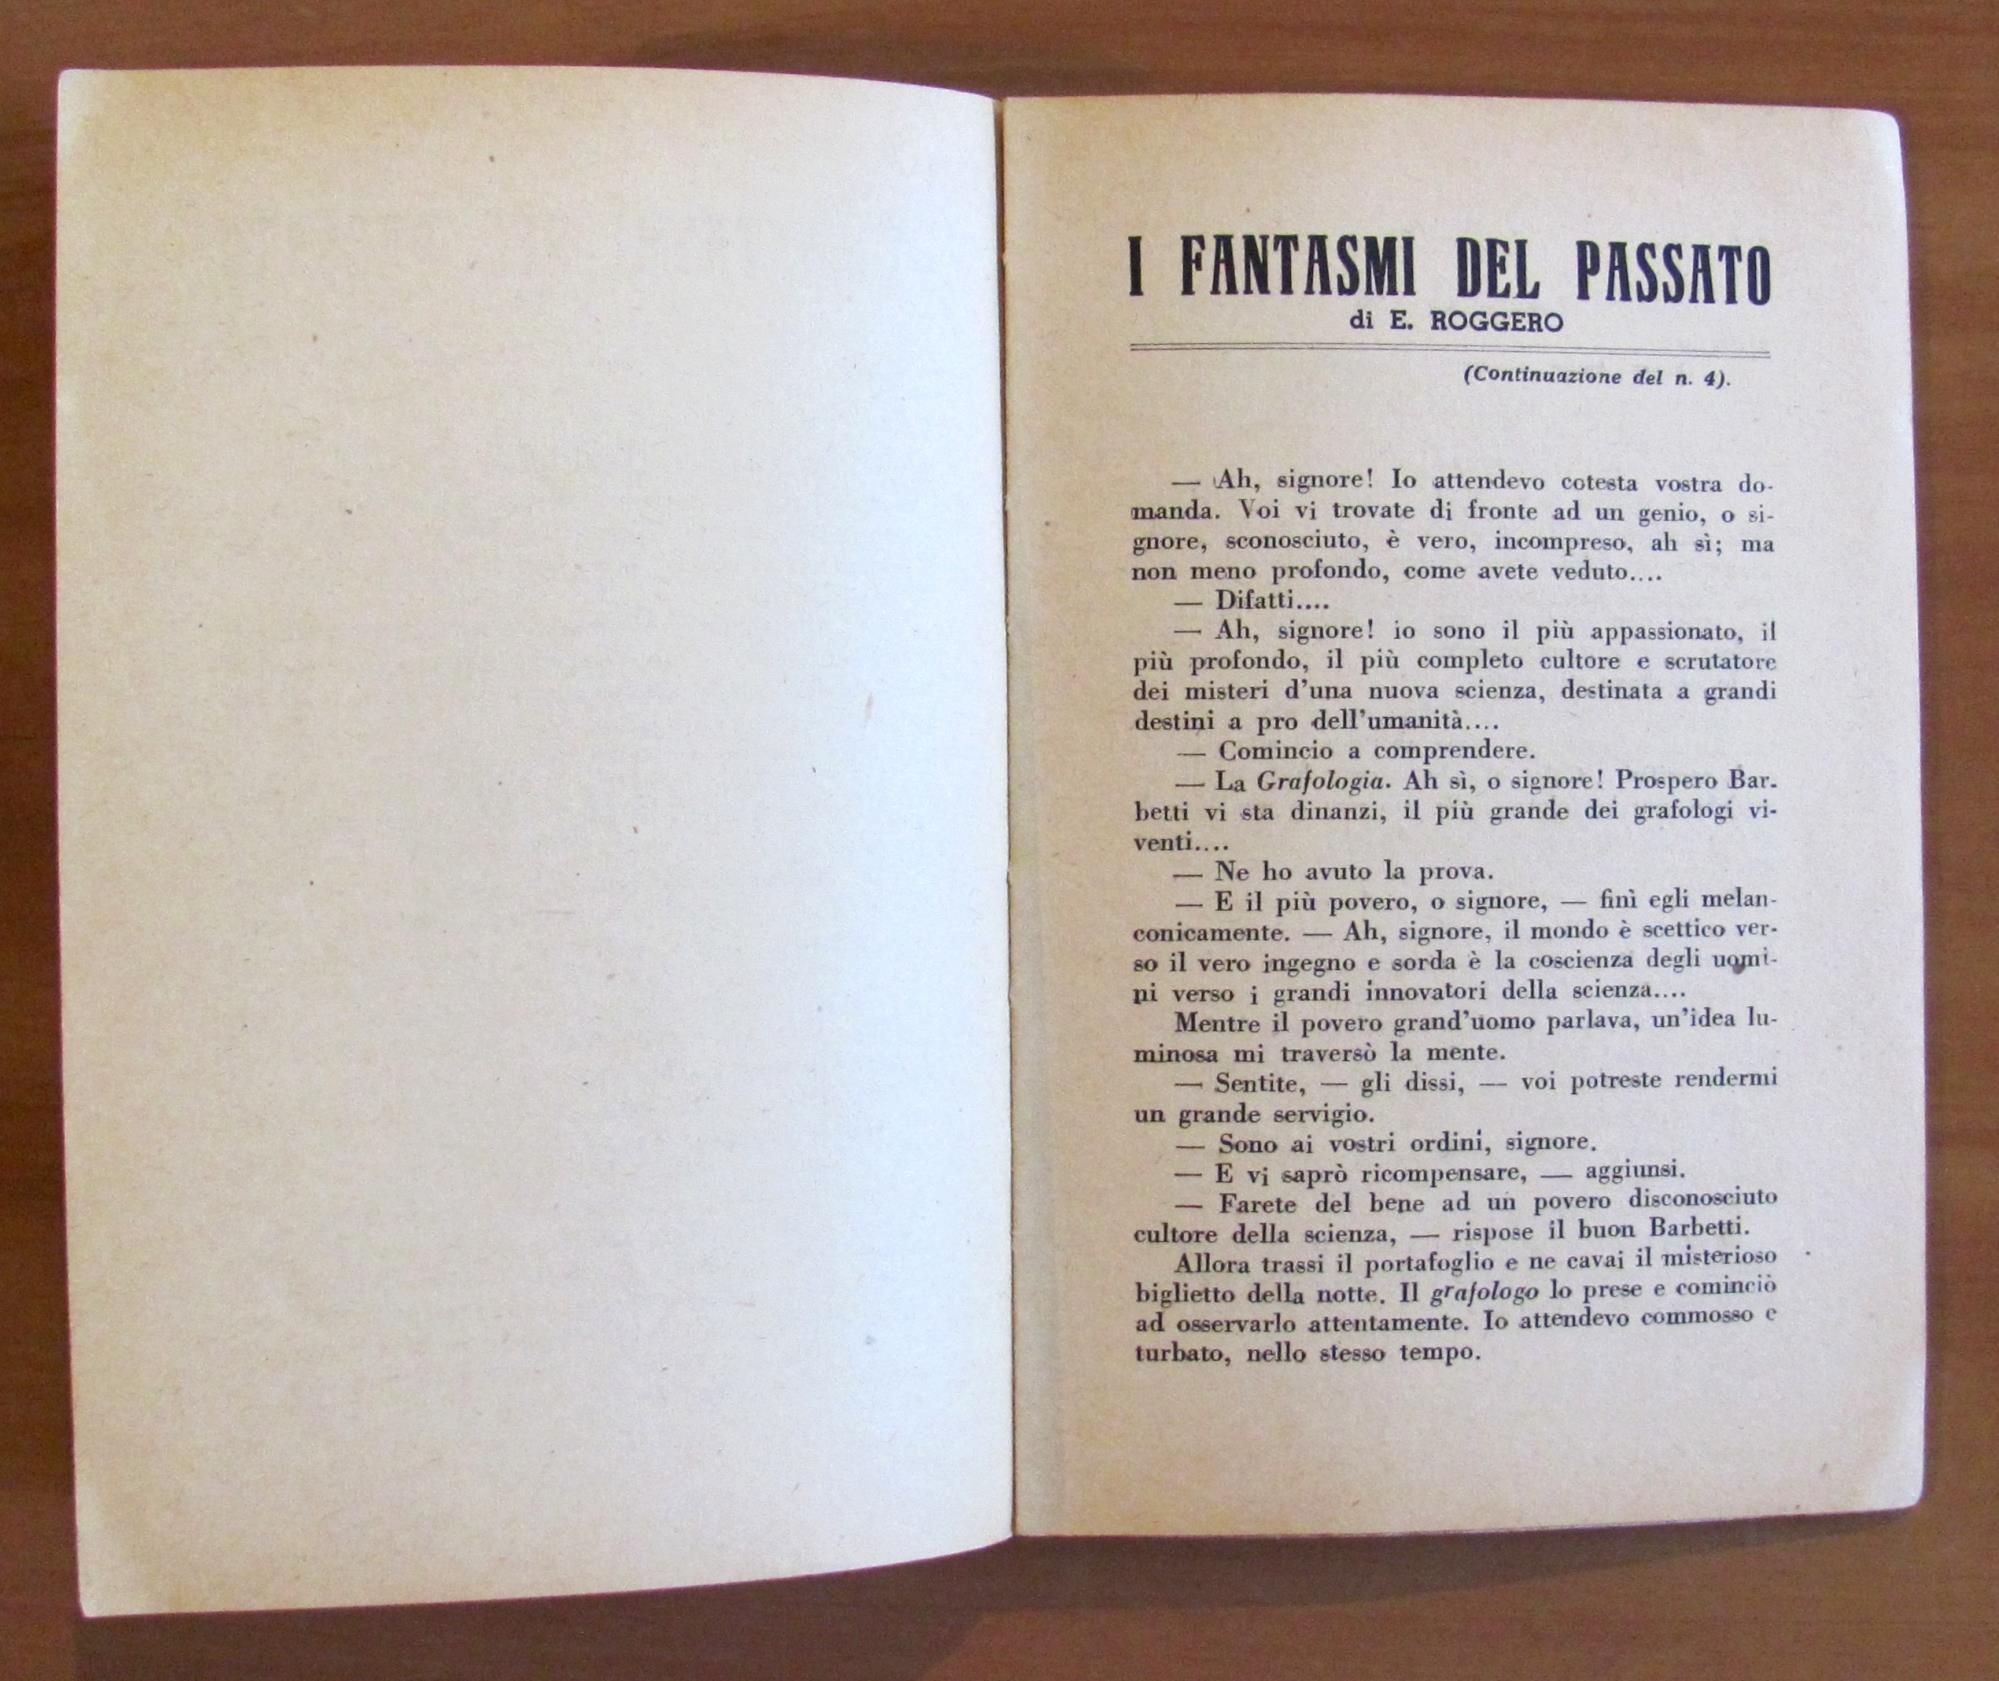 I FANTASMI DEL PASSATO
di E. ROGGERO
(Continuazione del n. 4).
— Ah, signore! Io attendevo cotesta vostra do-
manda. Voi vi trovate di fronte ad un genio, o si-
gnore, sconosciuto, è vero, incompreso, ah sì; ma
non meno profondo, come avete veduto....
— Difatti....
— Ah, signore! io sono il più appassionato, il
più profondo, il più completo cultore e scrutatore
dei misteri d'una nuova scienza, destinata a grandi
destini a pro dell'umanità....
— Comincio a comprendere.
— La Grafologia. Ah sì, o signore! Prospero Bar-
betti vi sta dinanzi, il più grande dei grafologi vi-
venti....
— Ne ho avuto la prova.
— E il più povero, o signore, — finì egli melan-
conicamente. — Ah, signore, il mondo è scettico ver-
so il vero ingegno e sorda è la coscienza degli uomi-
ni verso i grandi innovatori della scienza....
Mentre il povero grand'uomo parlava, un'idea lu-
minosa mi traversò la mente.
— Sentite, — gli dissi, — voi potreste rendermi
un grande servigio.
— Sono ai vostri ordini, signore.
— E vi saprò ricompensare, — aggiunsi.
— Farete del bene ad un povero disconosciuto
cultore della scienza, — rispose il buon Barbetti.
Allora trassi il portafoglio e ne cavai il misterioso
biglietto della notte. Il grafologo lo prese e cominciò
ad osservarlo attentamente. Io attendevo commosso e
turbato, nello stesso tempo.